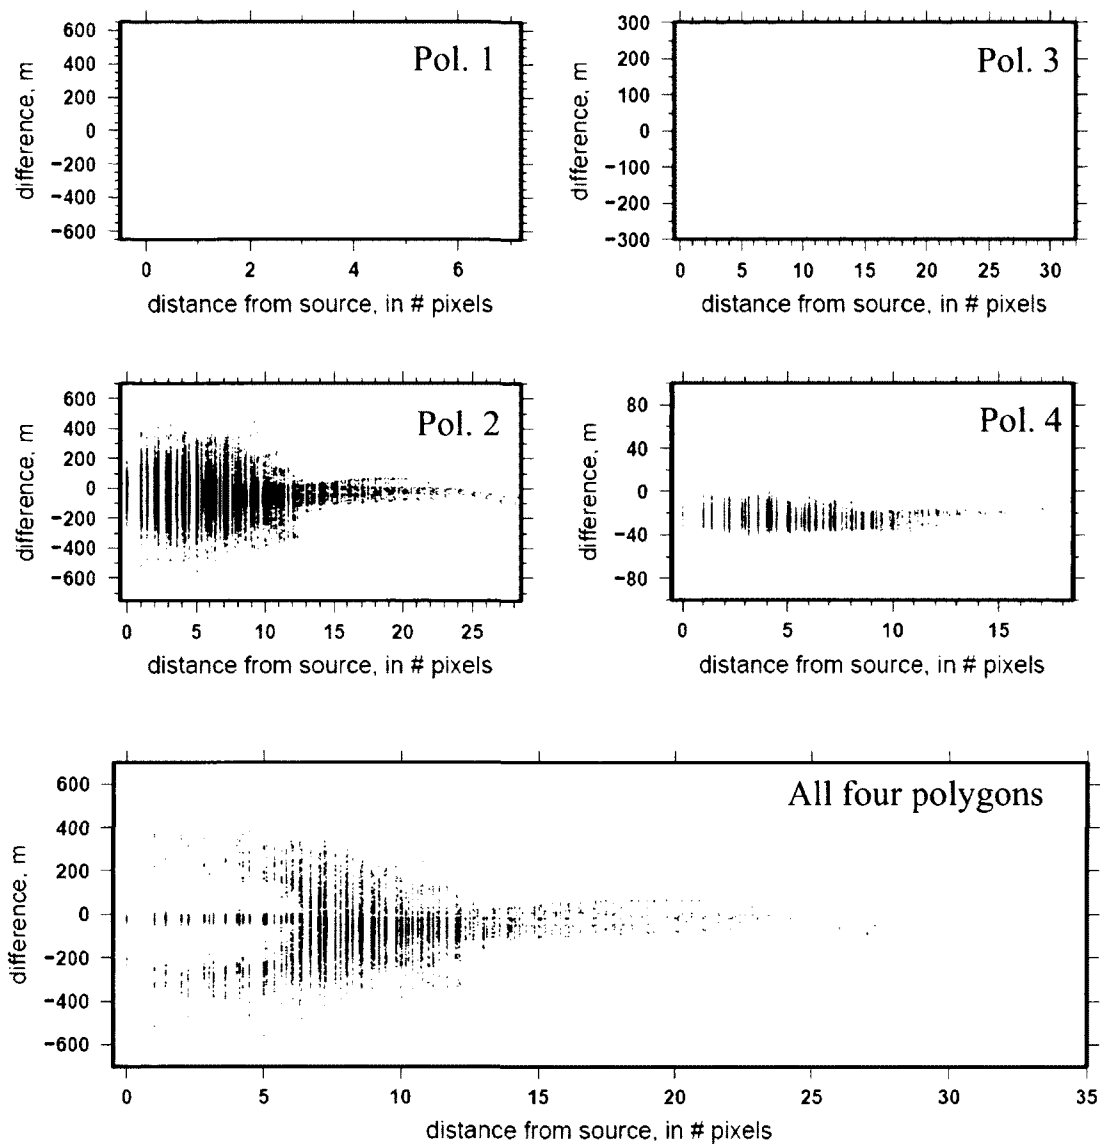 600
400
200
0
−200
−400
−600
difference, m
Pol. 1
0 2 4 6
distance from source, in # pixels
300
200
100
0
−100
−200
−300
difference, m
Pol. 3
0 5 10 15 20 25 30
distance from source, in # pixels
600
400
200
0
−200
−400
−600
difference, m
Pol. 2
0 5 10 15 20 25
distance from source, in # pixels
80
40
0
−40
−80
difference, m
Pol. 4
0 5 10 15
distance from source, in # pixels
600
400
200
0
−200
−400
−600
difference, m
All four polygons
0 5 10 15 20 25 30 35
distance from source, in # pixels